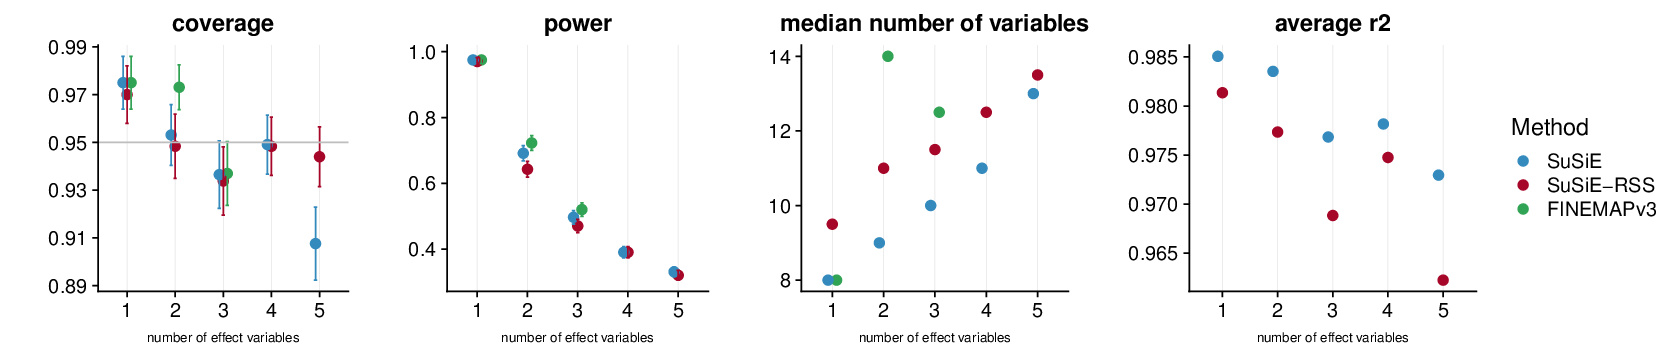 coverage
0.99
0.97
0.95
0.93
0.91
0.89
1 2 3 4 5
number of effect variables
power
1.0
0.8
0.6
0.4
1 2 3 4 5
number of effect variables
median number of variables
14
12
10
8
1 2 3 4 5
number of effect variables
average r2
0.985
0.980
0.975
0.970
0.965
1 2 3 4 5
number of effect variables
Method
SuSiE
SuSiE−RSS
FINEMAPv3